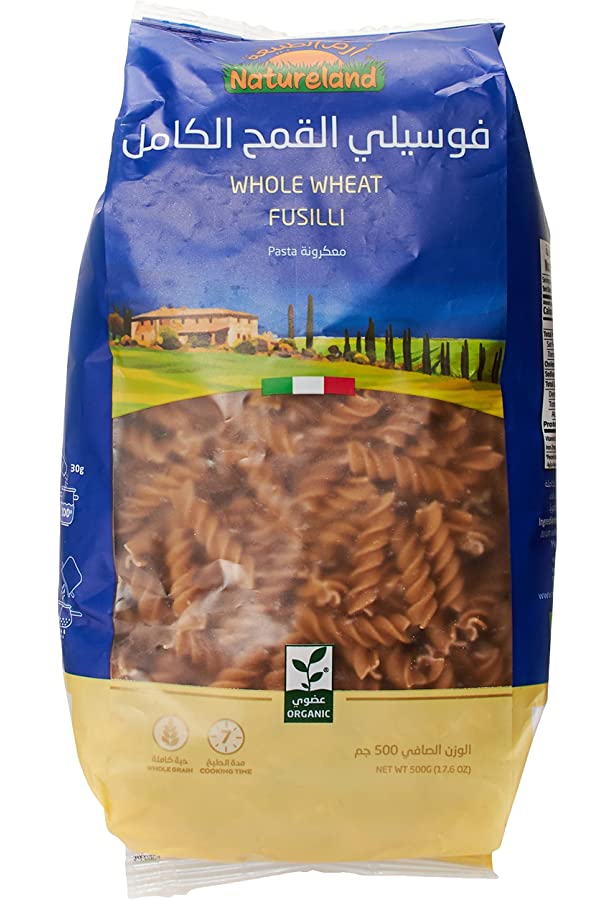 أرض الطبيعة
Natureland
فوسيلي القمح الكامل
WHOLE WHEAT
FUSILLI
Pasta معكرونة
30g
100°
عضوي
ORGANIC
®
7
حبة كاملة
WHOLE GRAIN
مدة الطبخ
COOKING TIME
الوزن الصافي 500 جم
NET WT 500G (17.6 OZ)